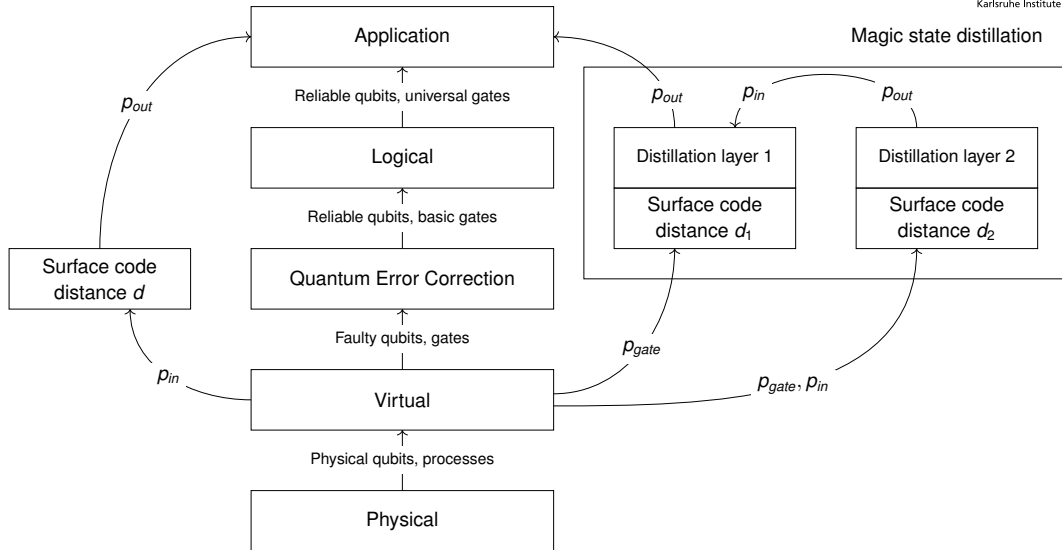 Karlsruhe Institute
Application
Magic state distillation
Reliable qubits, universal gates
p_out
p_out
p_in
p_out
Logical
Distillation layer 1
Distillation layer 2
Reliable qubits, basic gates
Surface code
distance d_1
Surface code
distance d_2
Surface code
distance d
Quantum Error Correction
Faulty qubits, gates
p_gate
p_in
p_gate, p_in
Virtual
Physical qubits, processes
Physical